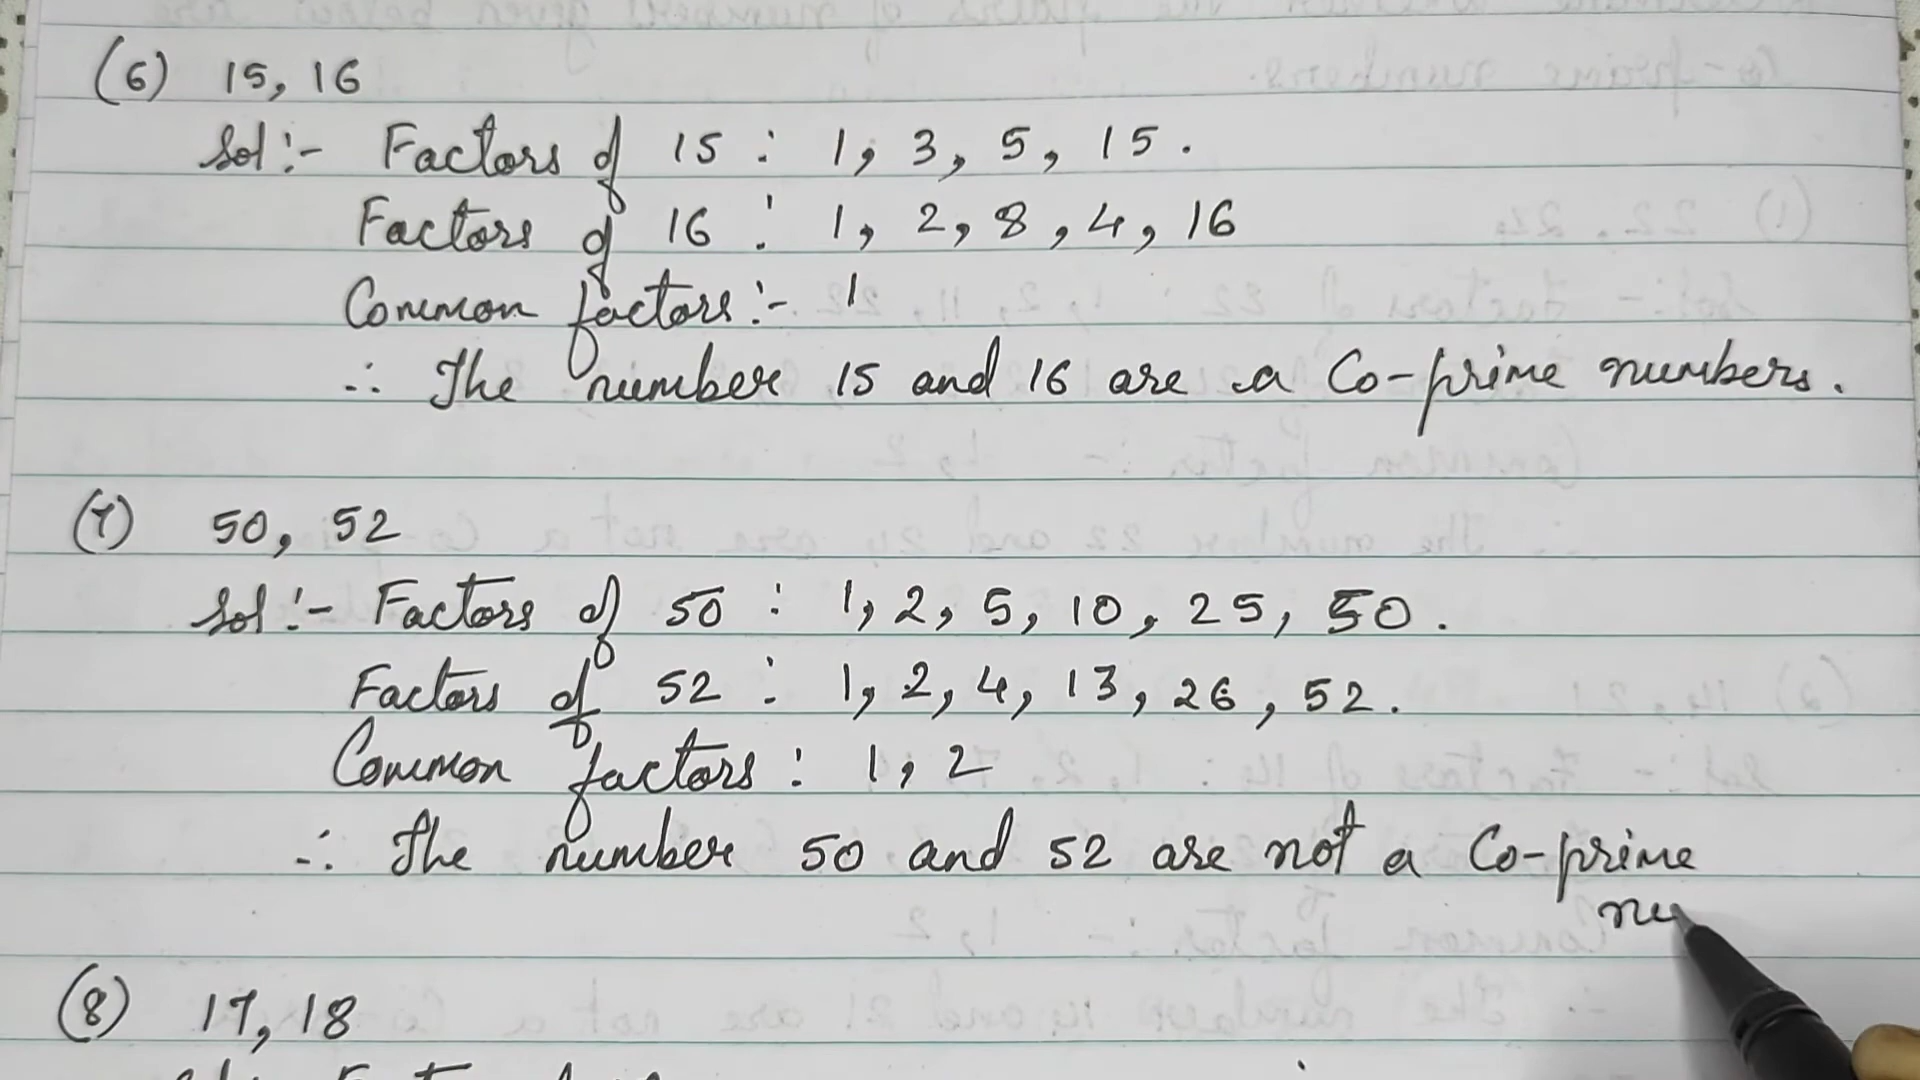 (6) 15, 16
Sol:- Factors of 15 : 1, 3, 5, 15.
Factors of 16 : 1, 2, 8, 4, 16
Common factors:- 1
∴ The number 15 and 16 are a Co-prime numbers.
(7) 50, 52
Sol:- Factors of 50 : 1, 2, 5, 10, 25, 50.
Factors of 52 : 1, 2, 4, 13, 26, 52.
Common factors : 1, 2
∴ The number 50 and 52 are not a Co-prime
nu
(8) 17, 18